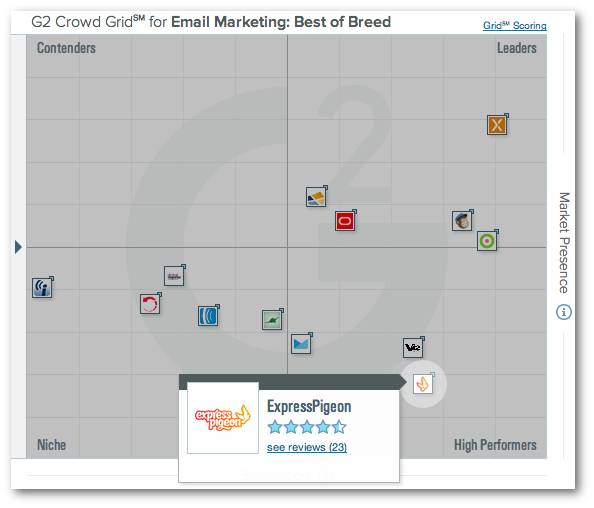 G2 Crowd Grid℠ for Email Marketing: Best of Breed
Grid℠ Scoring
Contenders
Leaders
Market Presence
express
pigeon
ExpressPigeon
see reviews (23)
Niche
High Performers